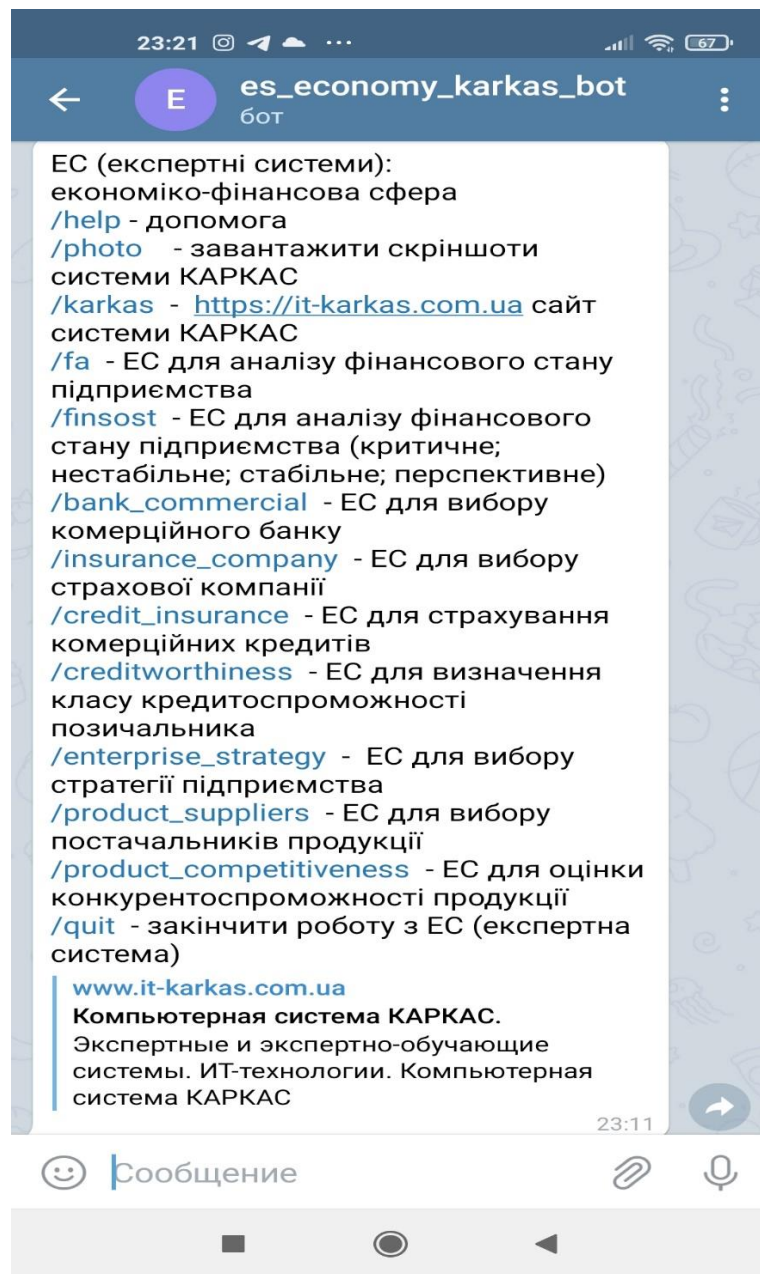 23:21 ...
67
E
es_economy_karkas_bot
бот
ЕС (експертні системи):
економіко-фінансова сфера
/help - допомога
/photo - завантажити скріншоти
системи КАРКАС
/karkas - https://it-karkas.com.ua сайт
системи КАРКАС
/fa - ЕС для аналізу фінансового стану
підприємства
/finsost - ЕС для аналізу фінансового
стану підприємства (критичне;
нестабільне; стабільне; перспективне)
/bank_commercial - ЕС для вибору
комерційного банку
/insurance_company - ЕС для вибору
страхової компанії
/credit_insurance - ЕС для страхування
комерційних кредитів
/creditworthiness - ЕС для визначення
класу кредитоспроможності
позичальника
/enterprise_strategy - ЕС для вибору
стратегії підприємства
/product_suppliers - ЕС для вибору
постачальників продукції
/product_competitiveness - ЕС для оцінки
конкурентоспроможності продукції
/quit - закінчити роботу з ЕС (експертна
система)
www.it-karkas.com.ua
Компьютерная система КАРКАС.
Экспертные и экспертно-обучающие
системы. ИТ-технологии. Компьютерная
система КАРКАС
23:11
Сообщение